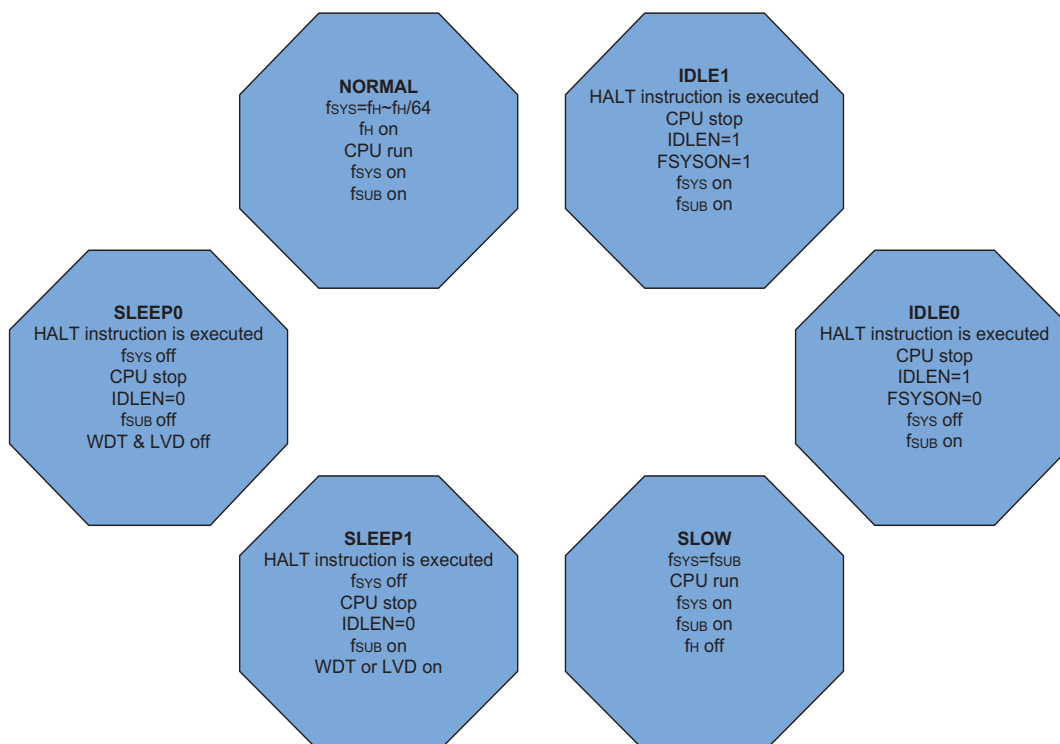 NORMAL
fSYS=fH~fH/64
fH on
CPU run
fSYS on
fSUB on
IDLE1
HALT instruction is executed
CPU stop
IDLEN=1
FSYSON=1
fSYS on
fSUB on
SLEEP0
HALT instruction is executed
fSYS off
CPU stop
IDLEN=0
fSUB off
WDT & LVD off
IDLE0
HALT instruction is executed
CPU stop
IDLEN=1
FSYSON=0
fSYS off
fSUB on
SLEEP1
HALT instruction is executed
fSYS off
CPU stop
IDLEN=0
fSUB on
WDT or LVD on
SLOW
fSYS=fSUB
CPU run
fSYS on
fSUB on
fH off